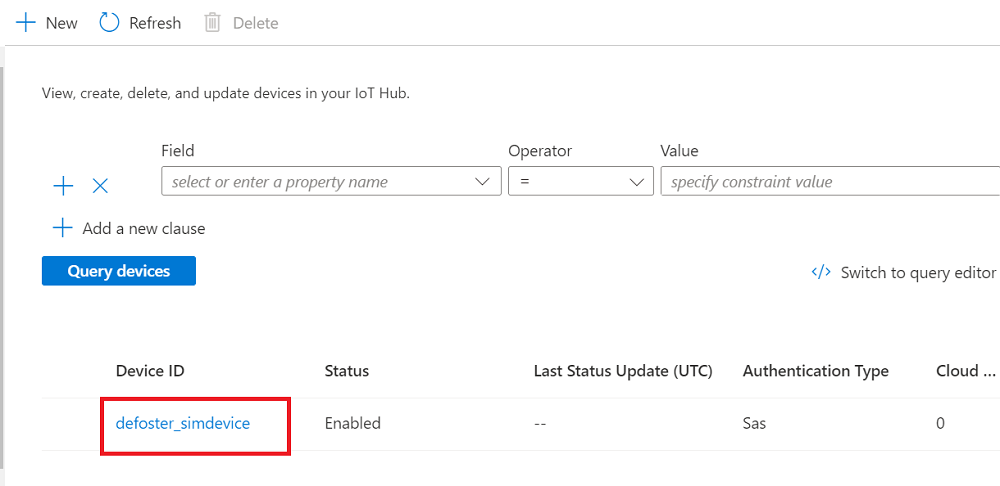 New Refresh Delete
View, create, delete, and update devices in your IoT Hub.
Field Operator Value
select or enter a property name = specify constraint value
Add a new clause
Query devices </> Switch to query editor
Device ID Status Last Status Update (UTC) Authentication Type Cloud ...
defoster_simdevice Enabled -- Sas 0